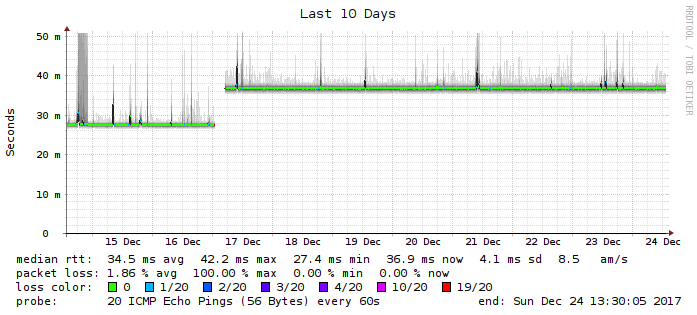 Last 10 Days
RRDTOOL / TOBI OETIKER
Seconds
50 m
40 m
30 m
20 m
10 m
0
15 Dec 16 Dec 17 Dec 18 Dec 19 Dec 20 Dec 21 Dec 22 Dec 23 Dec 24 Dec
median rtt: 34.5 ms avg 42.2 ms max 27.4 ms min 36.9 ms now 4.1 ms sd 8.5 am/s
packet loss: 1.86 % avg 100.00 % max 0.00 % min 0.00 % now
loss color: 0 1/20 2/20 3/20 4/20 10/20 19/20
probe: 20 ICMP Echo Pings (56 Bytes) every 60s end: Sun Dec 24 13:30:05 2017